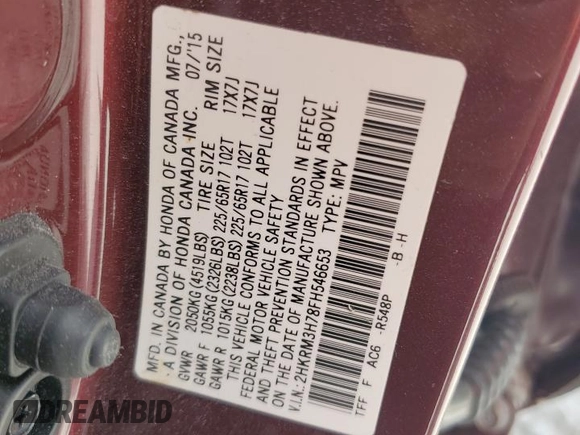 MFD. IN CANADA BY HONDA OF CANADA MFG.,
- A DIVISION OF HONDA CANADA INC. 07/'15
GVWR 2050KG(4519LBS) TIRE SIZE RIM SIZE
GAWR F 1055KG(2326LBS)225/65R17 102T 17X7J
GAWR R 1015KG(2238LBS)225/65R17 102T 17X7J
THIS VEHICLE CONFORMS TO ALL APPLICABLE
FEDERAL MOTOR VEHICLE SAFETY
AND THEFT PREVENTION STANDARDS IN EFFECT
ON THE DATE OF MANUFACTURE SHOWN ABOVE.
V.I.N.: 2HKRM3H78FH546653 TYPE: MPV
TFF F AC6 -R548P -B -H
DREAMBID